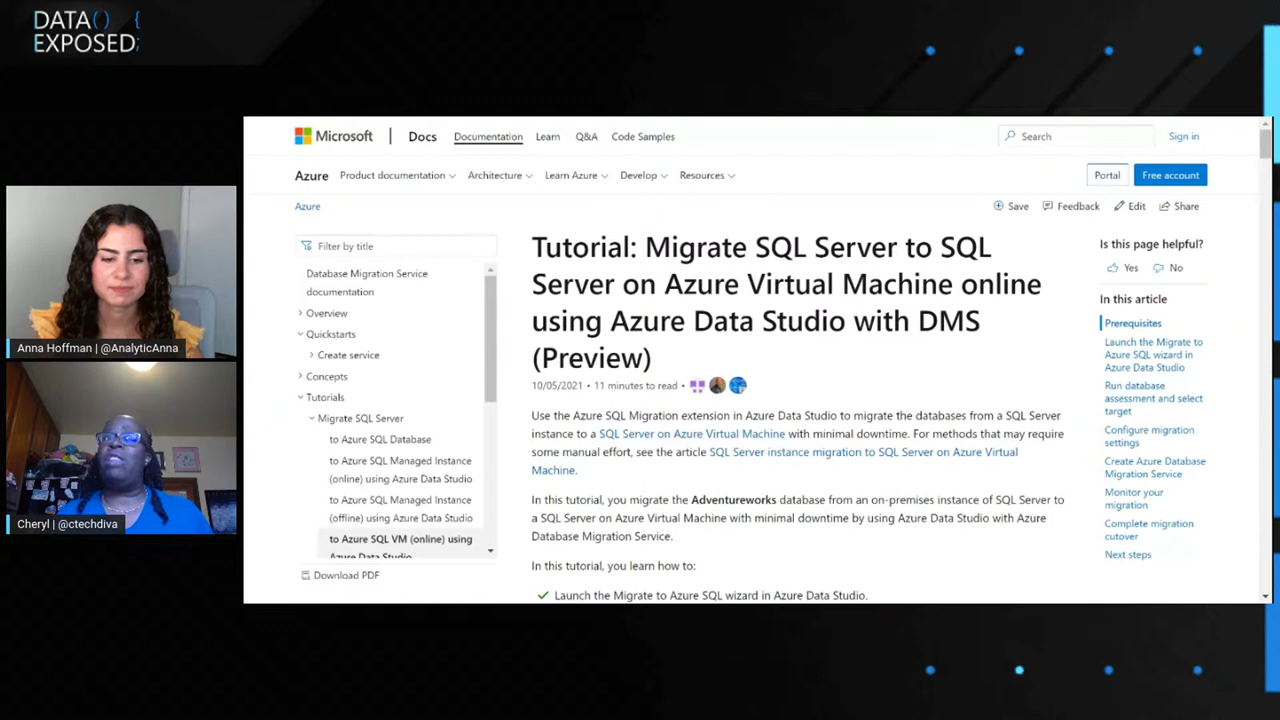 DATA() {
EXPOSED;
Microsoft | Docs Documentation Learn Q&A Code Samples Search Sign in
Azure Product documentation Architecture Learn Azure Develop Resources Portal Free account
Azure Save Feedback Edit Share
Filter by title
Database Migration Service
documentation
Overview
Quickstarts
Create service
Concepts
Tutorials
Migrate SQL Server
to Azure SQL Database
to Azure SQL Managed Instance
(online) using Azure Data Studio
to Azure SQL Managed Instance
(offline) using Azure Data Studio
to Azure SQL VM (online) using
Azure Data Studio
Download PDF
Tutorial: Migrate SQL Server to SQL
Server on Azure Virtual Machine online
using Azure Data Studio with DMS
(Preview)
10/05/2021 • 11 minutes to read •
Use the Azure SQL Migration extension in Azure Data Studio to migrate the databases from a SQL Server
instance to a SQL Server on Azure Virtual Machine with minimal downtime. For methods that may require
some manual effort, see the article SQL Server instance migration to SQL Server on Azure Virtual
Machine.
In this tutorial, you migrate the Adventureworks database from an on-premises instance of SQL Server to
a SQL Server on Azure Virtual Machine with minimal downtime by using Azure Data Studio with Azure
Database Migration Service.
In this tutorial, you learn how to:
Launch the Migrate to Azure SQL wizard in Azure Data Studio.
Is this page helpful?
Yes No
In this article
Prerequisites
Launch the Migrate to
Azure SQL wizard in
Azure Data Studio
Run database
assessment and select
target
Configure migration
settings
Create Azure Database
Migration Service
Monitor your
migration
Complete migration
cutover
Next steps
Anna Hoffman | @AnalyticAnna
Cheryl | @ctechdiva